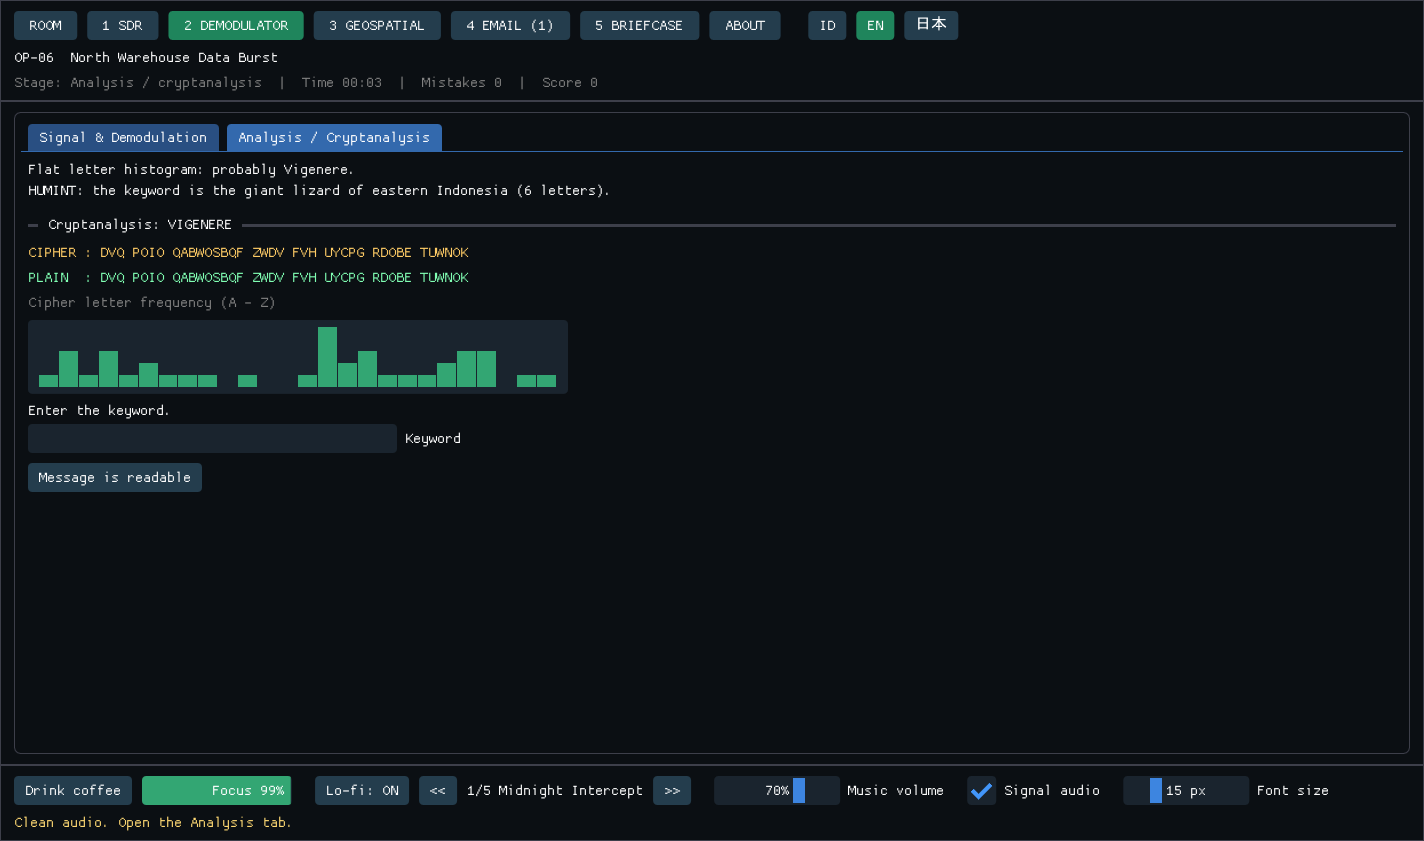 ROOM 1 SDR 2 DEMODULATOR 3 GEOSPATIAL 4 EMAIL (1) 5 BRIEFCASE ABOUT ID EN 日本
OP-06 North Warehouse Data Burst
Stage: Analysis / cryptanalysis | Time 00:03 | Mistakes 0 | Score 0
Signal & Demodulation Analysis / Cryptanalysis
Flat letter histogram: probably Vigenere.
HUMINT: the keyword is the giant lizard of eastern Indonesia (6 letters).
Cryptanalysis: VIGENERE
CIPHER : DVQ POIO QABWOSBQF ZWDV FVH UYCPG RDOBE TUWNOK
PLAIN : DVQ POIO QABWOSBQF ZWDV FVH UYCPG RDOBE TUWNOK
Cipher letter frequency (A - Z)
Enter the keyword.
Keyword
Message is readable
Drink coffee Focus 99% Lo-fi: ON << 1/5 Midnight Intercept >> 70% Music volume Signal audio 15 px Font size
Clean audio. Open the Analysis tab.